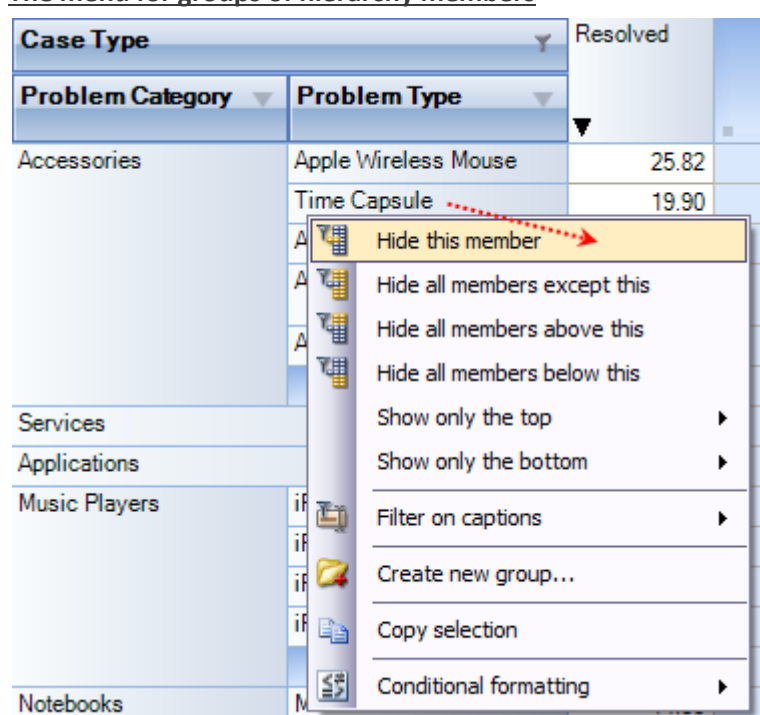 The menu for groups of hierarchy members
Case Type Resolved
Problem Category Problem Type
Accessories Apple Wireless Mouse 25.82
Time Capsule 19.90
Hide this member
Hide all members except this
Hide all members above this
Hide all members below this
Services Show only the top
Applications Show only the bottom
Music Players Filter on captions
Create new group...
Copy selection
Notebooks Conditional formatting